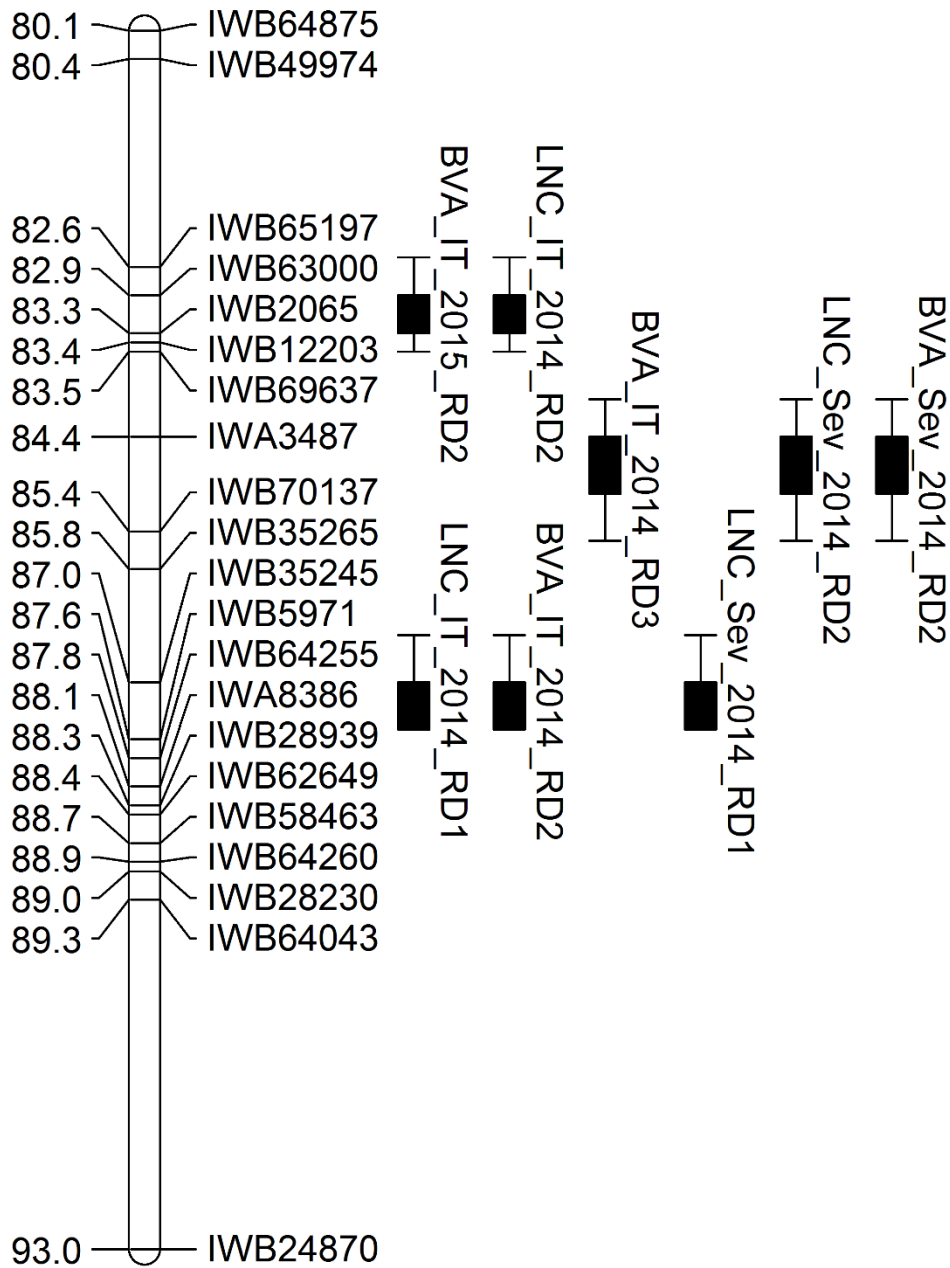 80.1 IWB64875
80.4 IWB49974
82.6 IWB65197
82.9 IWB63000
83.3 IWB2065
83.4 IWB12203
83.5 IWB69637
84.4 IWA3487
85.4 IWB70137
85.8 IWB35265
87.0 IWB35245
87.6 IWB5971
87.8 IWB64255
88.1 IWA8386
88.3 IWB28939
88.4 IWB62649
88.7 IWB58463
88.9 IWB64260
89.0 IWB28230
89.3 IWB64043
93.0 IWB24870
BVA_IT_2015_RD2
LNC_IT_2014_RD2
BVA_IT_2014_RD3
LNC_Sev_2014_RD2
BVA_Sev_2014_RD2
LNC_IT_2014_RD1
BVA_IT_2014_RD2
LNC_Sev_2014_RD1